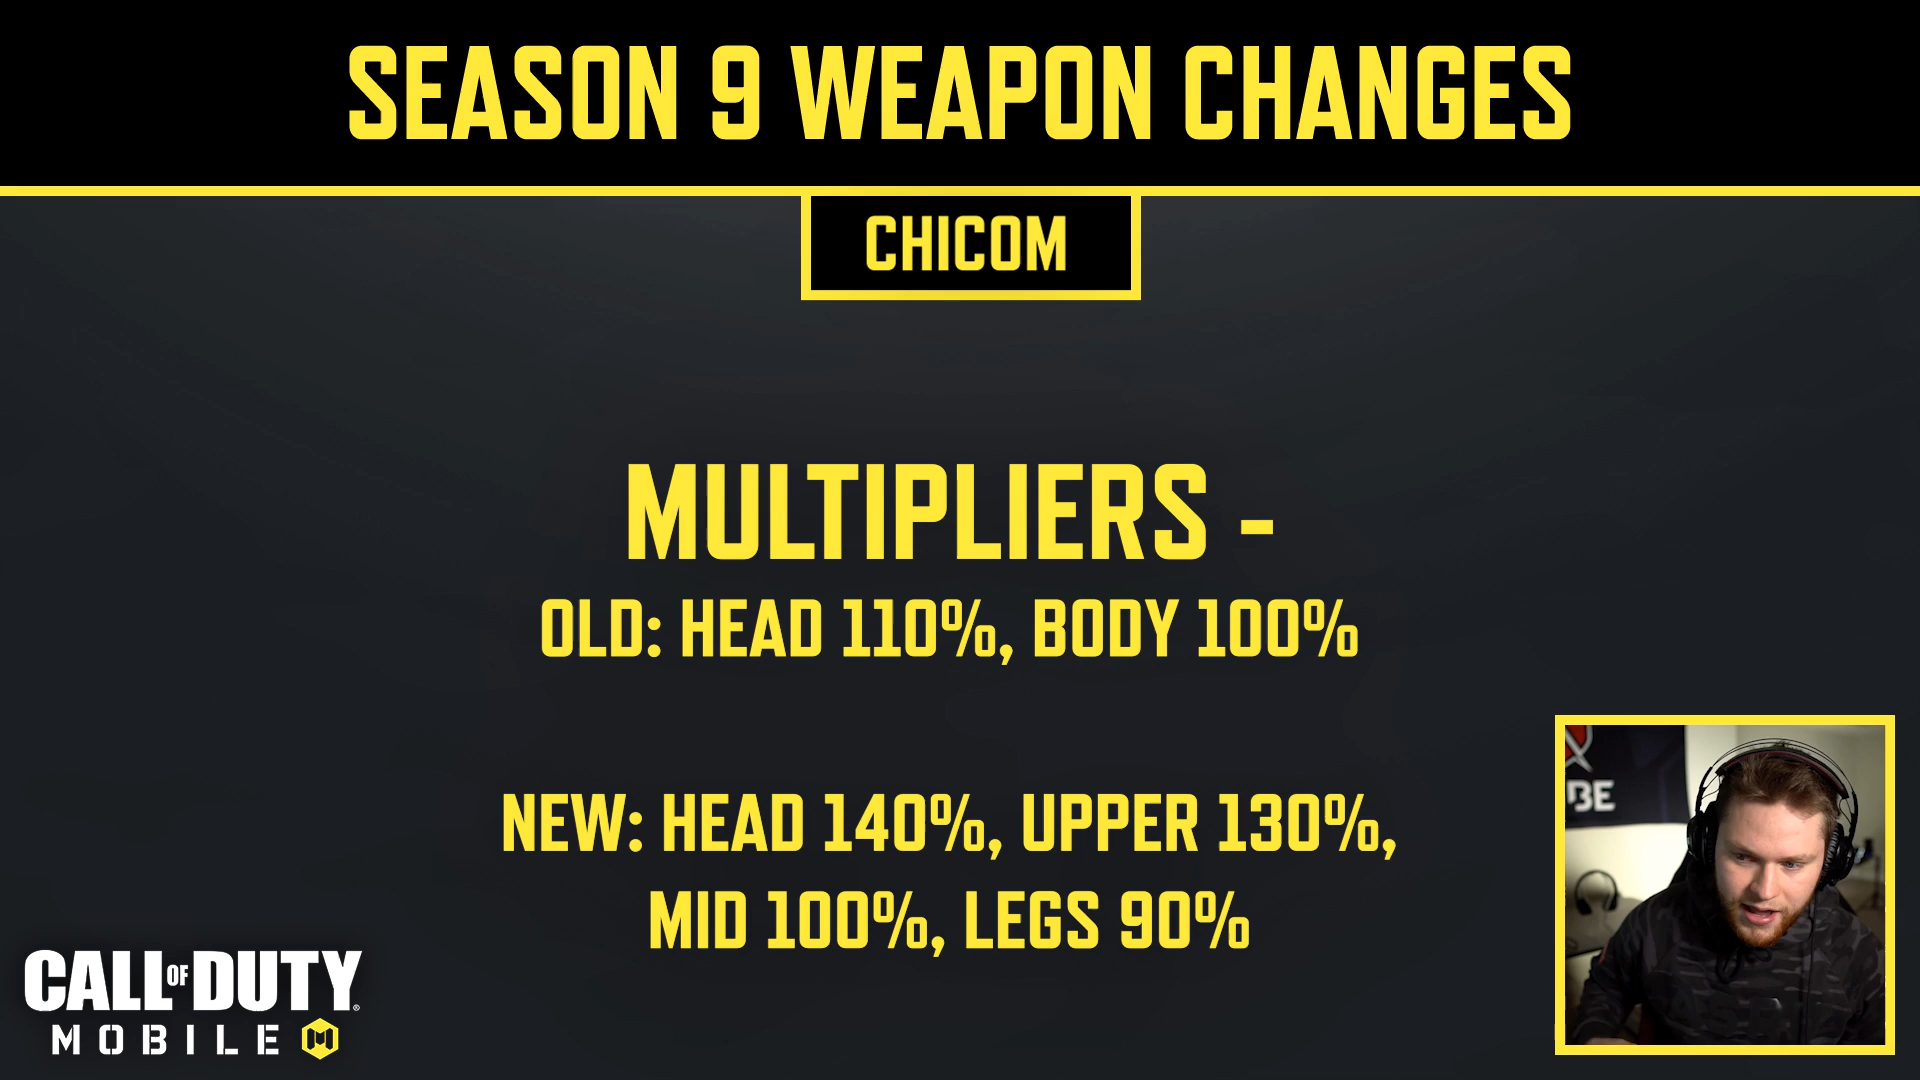 SEASON 9 WEAPON CHANGES
CHICOM
MULTIPLIERS -
OLD: HEAD 110%, BODY 100%
NEW: HEAD 140%, UPPER 130%,
MID 100%, LEGS 90%
CALL OF DUTY®
MOBILE